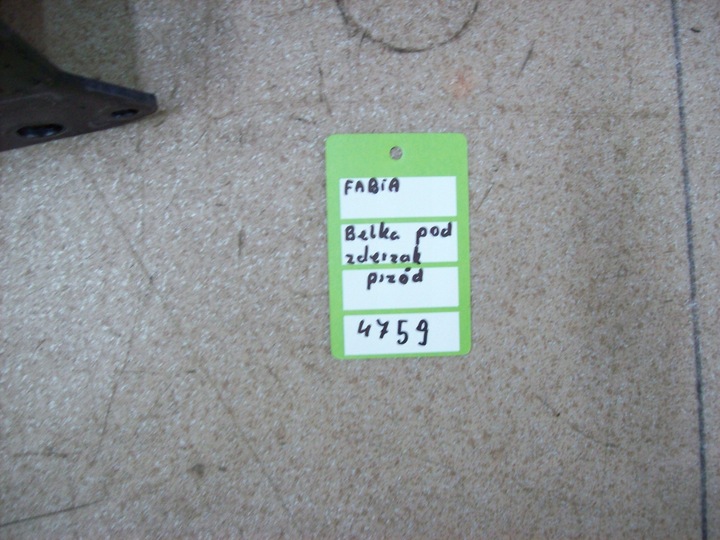 FABiA
Belka pod
zderzak
przód
4759